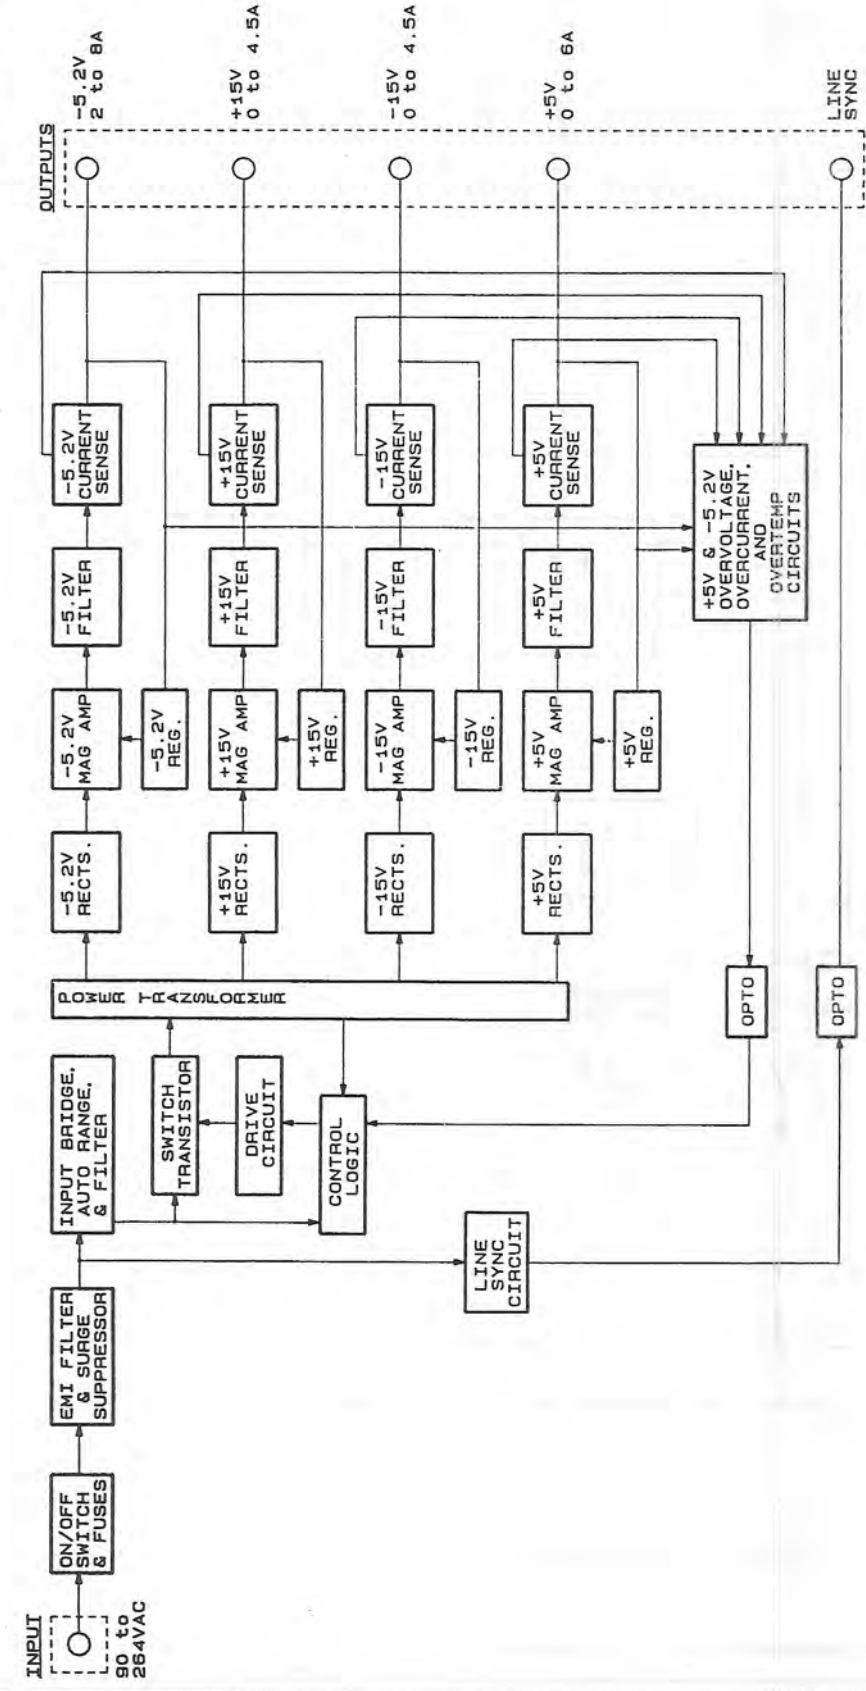 INPUT
90 to
264VAC
ON/OFF
SWITCH
& FUSES
EMI FILTER
& SURGE
SUPPRESSOR
INPUT BRIDGE,
AUTO RANGE,
& FILTER
SWITCH
TRANSISTOR
DRIVE
CIRCUIT
CONTROL
LOGIC
LINE
SYNC
CIRCUIT
POWER TRANSFORMER
-5.2V
RECTS.
-5.2V
MAG AMP
-5.2V
REG.
-5.2V
FILTER
-5.2V
CURRENT
SENSE
+15V
RECTS.
+15V
MAG AMP
+15V
REG.
+15V
FILTER
+15V
CURRENT
SENSE
-15V
RECTS.
-15V
MAG AMP
-15V
REG.
-15V
FILTER
-15V
CURRENT
SENSE
+5V
RECTS.
+5V
MAG AMP
+5V
REG.
+5V
FILTER
+5V
CURRENT
SENSE
+5V & -5.2V
OVERVOLTAGE,
OVERCURRENT,
AND
OVERTEMP
CIRCUITS
OPTO
OPTO
OUTPUTS
-5.2V
2 to 8A
+15V
0 to 4.5A
-15V
0 to 4.5A
+5V
0 to 6A
LINE
SYNC